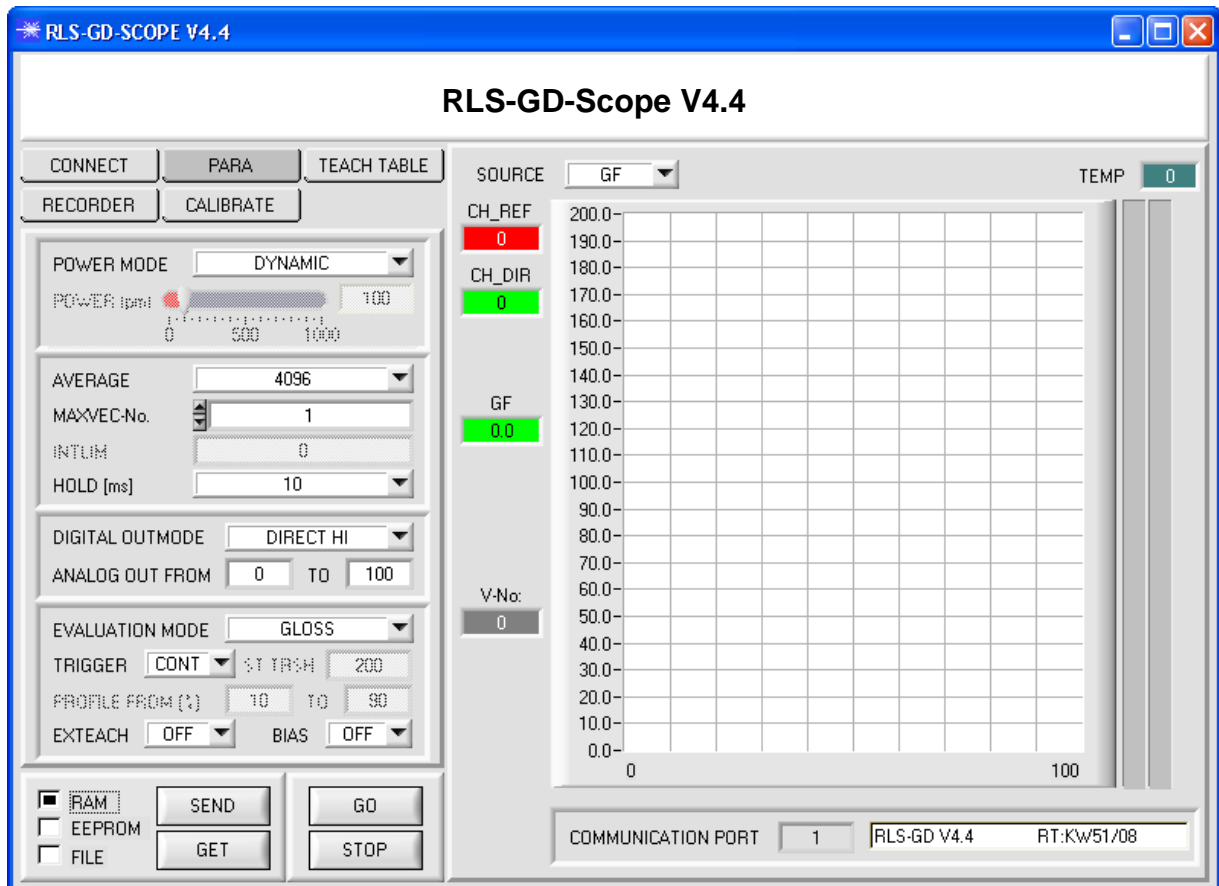 RLS-GD-SCOPE V4.4
RLS-GD-Scope V4.4
CONNECT PARA TEACH TABLE
RECORDER CALIBRATE
POWER MODE DYNAMIC
POWER [pm] 100
0 500 1000
AVERAGE 4096
MAXVEC-No. 1
INTLIM 0
HOLD [ms] 10
DIGITAL OUTMODE DIRECT HI
ANALOG OUT FROM 0 TO 100
EVALUATION MODE GLOSS
TRIGGER CONT ST TRSH 200
PROFILE FROM (%) 10 TO 90
EXTEACH OFF BIAS OFF
RAM
EEPROM
FILE
SEND GO
GET STOP
SOURCE GF TEMP 0
CH_REF
0
CH_DIR
0
GF
0.0
V-No:
0
200.0
190.0
180.0
170.0
160.0
150.0
140.0
130.0
120.0
110.0
100.0
90.0
80.0
70.0
60.0
50.0
40.0
30.0
20.0
10.0
0.0
0 100
COMMUNICATION PORT 1 RLS-GD V4.4 RT:KW51/08